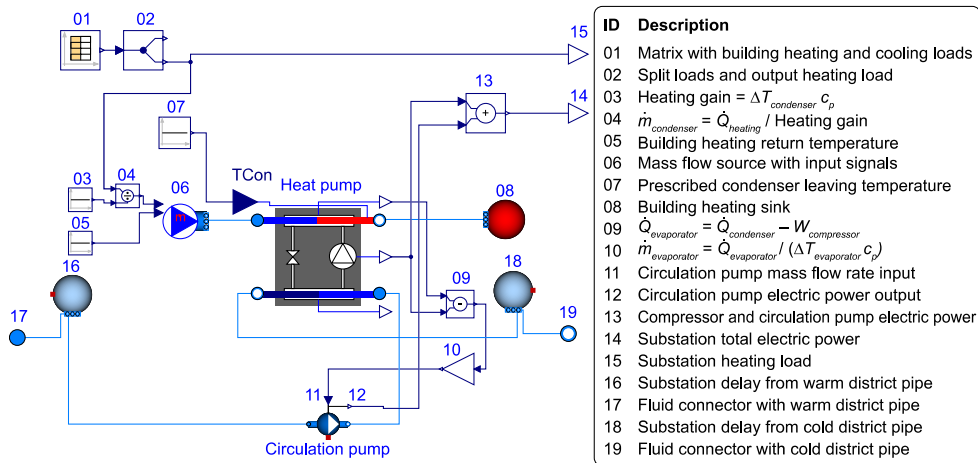 01
02
15
13
14
07
TCon
Heat pump
03
04
06
m
08
05
16
09
18
17
19
10
11
12
Circulation pump
ID Description
01 Matrix with building heating and cooling loads
02 Split loads and output heating load
03 Heating gain = ΔT_condenser c_p
04 ṁ_condenser = Q̇_heating / Heating gain
05 Building heating return temperature
06 Mass flow source with input signals
07 Prescribed condenser leaving temperature
08 Building heating sink
09 Q̇_evaporator = Q̇_condenser – W_compressor
10 ṁ_evaporator = Q̇_evaporator / (ΔT_evaporator c_p)
11 Circulation pump mass flow rate input
12 Circulation pump electric power output
13 Compressor and circulation pump electric power
14 Substation total electric power
15 Substation heating load
16 Substation delay from warm district pipe
17 Fluid connector with warm district pipe
18 Substation delay from cold district pipe
19 Fluid connector with cold district pipe